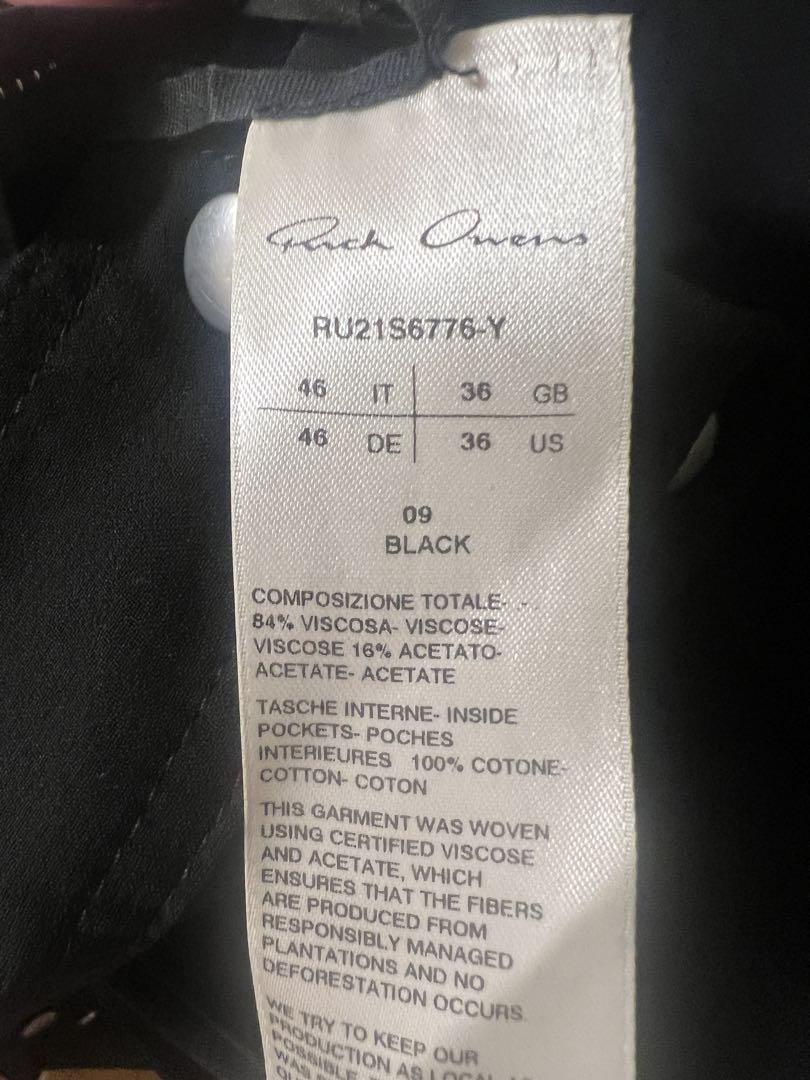 Rick Owens
RU21S6776-Y
46 IT 36 GB
46 DE 36 US
09
BLACK
COMPOSIZIONE TOTALE- - -
84% VISCOSA- VISCOSE-
VISCOSE 16% ACETATO-
ACETATE- ACETATE
TASCHE INTERNE- INSIDE
POCKETS- POCHES
INTERIEURES 100% COTONE-
COTTON- COTON
THIS GARMENT WAS WOVEN
USING CERTIFIED VISCOSE
AND ACETATE, WHICH
ENSURES THAT THE FIBERS
ARE PRODUCED FROM
RESPONSIBLY MANAGED
PLANTATIONS AND NO
DEFORESTATION OCCURS.
WE TRY TO KEEP OUR
PRODUCTION AS LOCAL
POSSIBLE
WAS